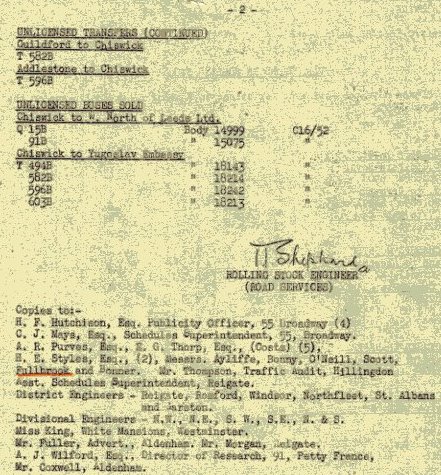 - 2 -
UNLICENSED TRANSFERS (CONTINUED)
Guildford to Chiswick
T 582B
Addlestone to Chiswick
T 596B
UNLICENSED BUSES SOLD
Chiswick to W. North of Leeds Ltd.
Q 15B Body 14999 C16/52
91B " 15075 "
Chiswick to Yugoslav Embassy
T 494B " 18143 "
582B " 18214 "
596B " 18242 "
603B " 18213 "
T Shephard
ROLLING STOCK ENGINEER
(ROAD SERVICES)
Copies to:-
H. F. Hutchison, Esq. Publicity Officer, 55 Broadway (4)
C. J. Mays, Esq., Schedules Superintendent, 55, Broadway.
A. R. Purves, Esq., E. G. Thorp, Esq., (Costs) (5),
H. E. Styles, Esq., (2), Messrs. Ayliffe, Bonny, O'Neill, Scott,
Fullbrook and Bonner. Mr. Thompson, Traffic Audit, Hillingdon
Asst. Schedules Superintendent, Reigate.
District Engineers - Reigate, Romford, Windsor, Northfleet, St. Albans
and Garston.
Divisional Engineers - N.W., N.E., S. W., S.E., N. & S.
Miss King, White Mansions, Westminster.
Mr. Fuller, Advert., Aldenham. Mr. Morgan, Reigate.
A. J. Wilford, Esq., Director of Research, 91, Petty France,
Mr. Coxwell, Aldenham.